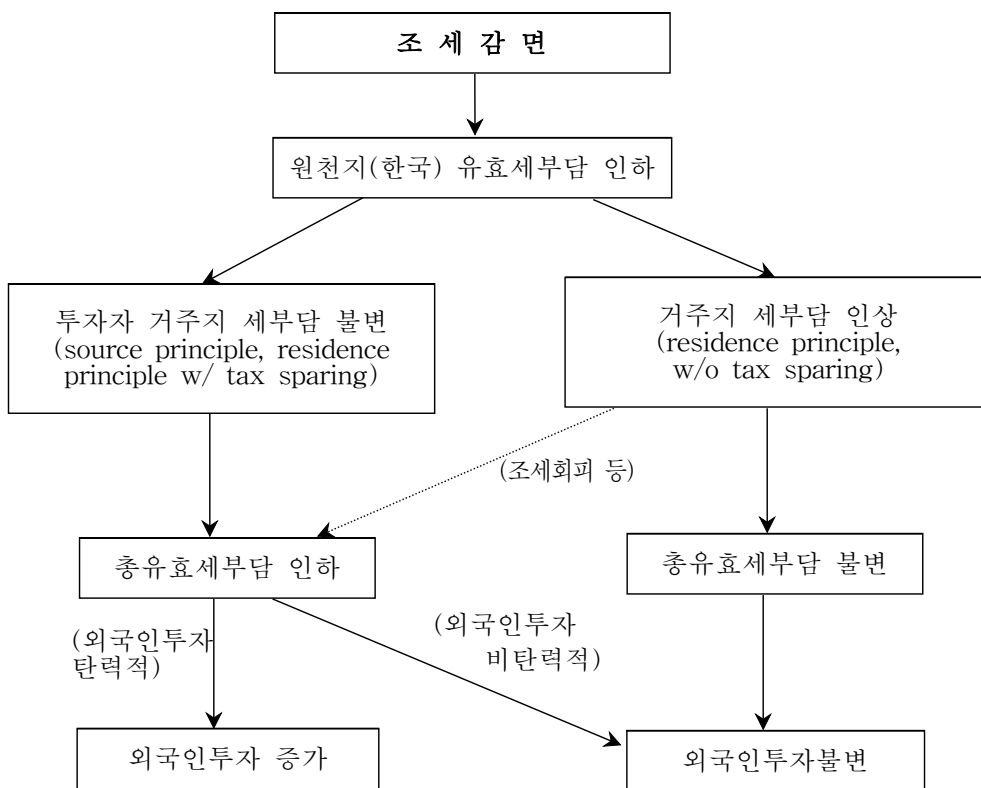 조 세 감 면
원천지(한국) 유효세부담 인하
투자자 거주지 세부담 불변
(source principle, residence
principle w/ tax sparing)
거주지 세부담 인상
(residence principle,
w/o tax sparing)
(조세회피 등)
총유효세부담 인하
총유효세부담 불변
(외국인투자
탄력적)
(외국인투자
비탄력적)
외국인투자 증가
외국인투자불변